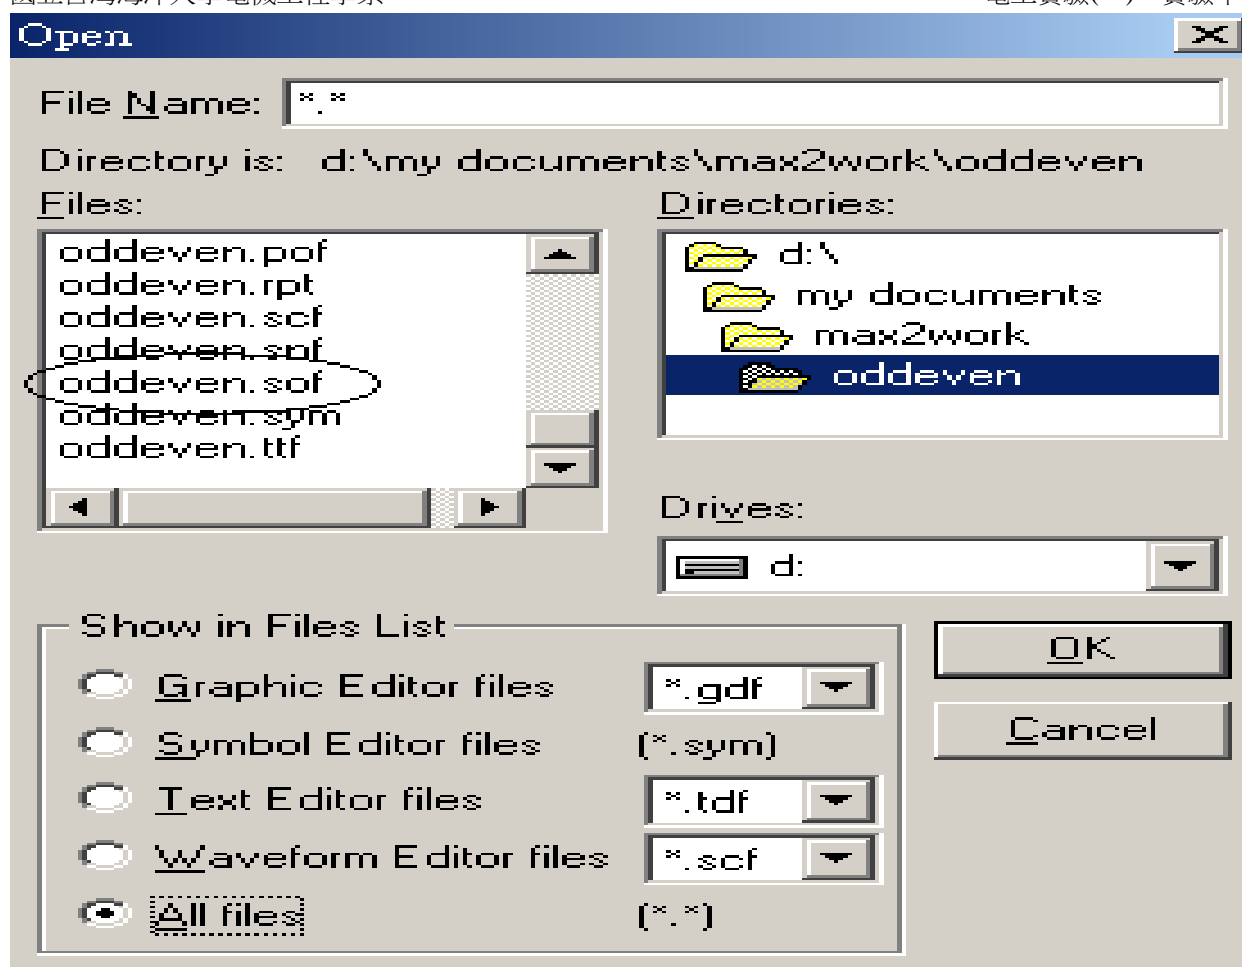 Open
File Name: *.*
Directory is: d:\my documents\max2work\oddeven
Files:
oddeven.pof
oddeven.rpt
oddeven.scf
oddeven.snf
oddeven.sof
oddeven.sym
oddeven.ttf
Directories:
d:\
my documents
max2work
oddeven
Drives:
d:
Show in Files List
Graphic Editor files *.gdf
Symbol Editor files (*.sym)
Text Editor files *.tdf
Waveform Editor files *.scf
All files (*.*)
OK
Cancel